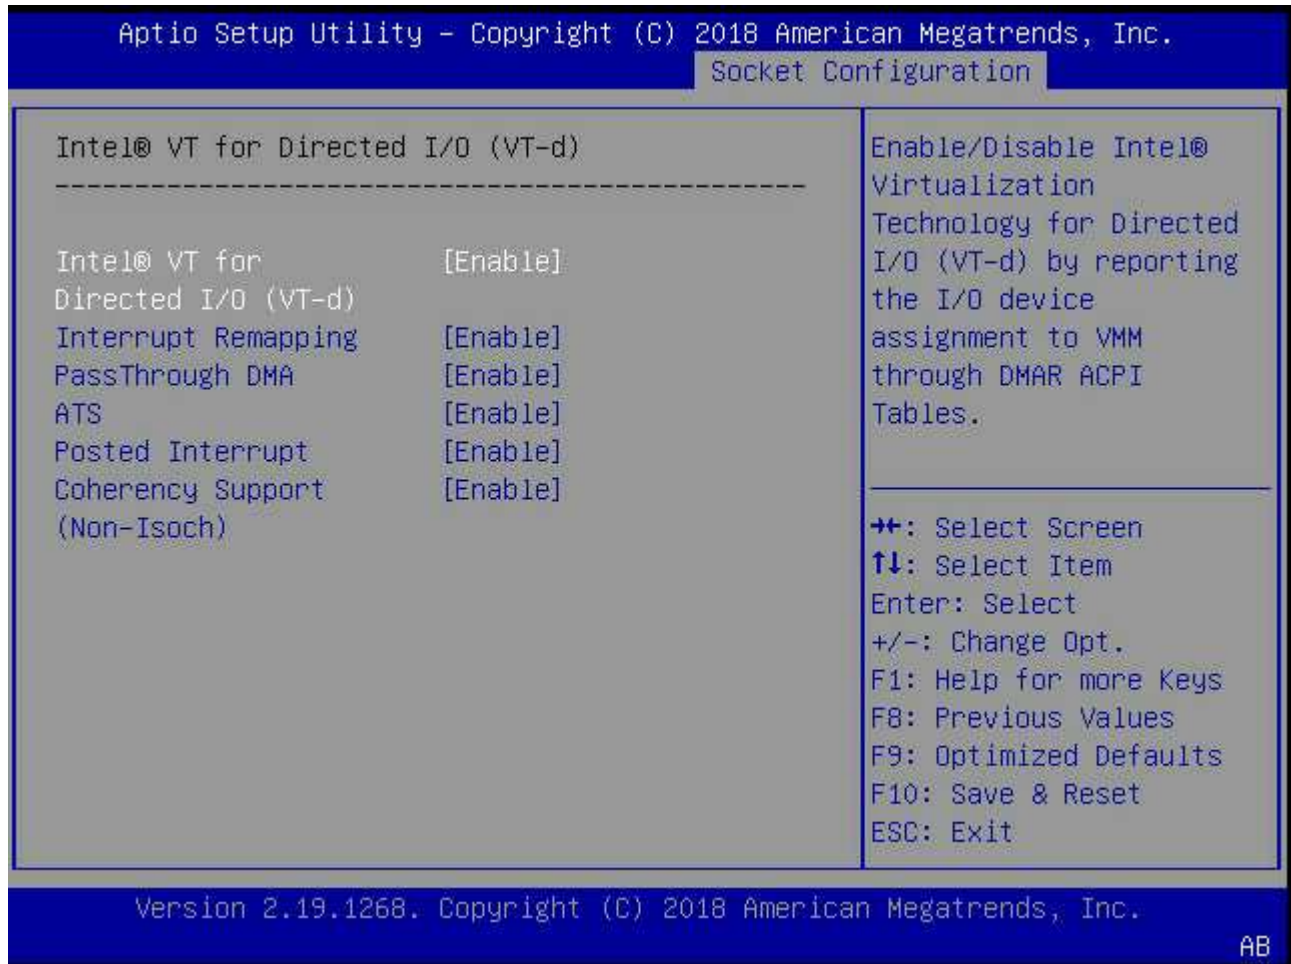 Aptio Setup Utility – Copyright (C) 2018 American Megatrends, Inc.
Socket Configuration
Intel® VT for Directed I/O (VT-d)
-----------------------------------------------
Intel® VT for [Enable]
Directed I/O (VT-d)
Interrupt Remapping [Enable]
PassThrough DMA [Enable]
ATS [Enable]
Posted Interrupt [Enable]
Coherency Support [Enable]
(Non-Isoch)
Enable/Disable Intel®
Virtualization
Technology for Directed
I/O (VT-d) by reporting
the I/O device
assignment to VMM
through DMAR ACPI
Tables.
→←: Select Screen
↑↓: Select Item
Enter: Select
+/-: Change Opt.
F1: Help for more Keys
F8: Previous Values
F9: Optimized Defaults
F10: Save & Reset
ESC: Exit
Version 2.19.1268. Copyright (C) 2018 American Megatrends, Inc.
AB